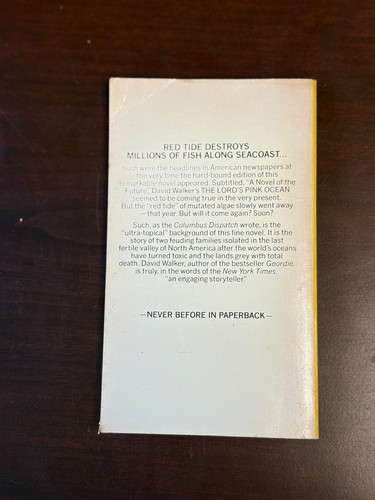 RED TIDE DESTROYS
MILLIONS OF FISH ALONG SEACOAST...
Such were the headlines in American newspapers at
the very time the hard-bound edition of this
remarkable novel appeared. Subtitled, "A Novel of the
Future", David Walker's THE LORD'S PINK OCEAN
seemed to be coming true in the very present.
But the "red tide" of mutated algae slowly went away
—that year. But will it come again? Soon?
Such, as the Columbus Dispatch wrote, is the
"ultra-topical" background of this fine novel. It is the
story of two feuding families isolated in the last
fertile valley of North America after the world's oceans
have turned toxic and the lands grey with total
death. David Walker, author of the bestseller Geordie,
is truly, in the words of the New York Times,
"an engaging storyteller."
—NEVER BEFORE IN PAPERBACK—